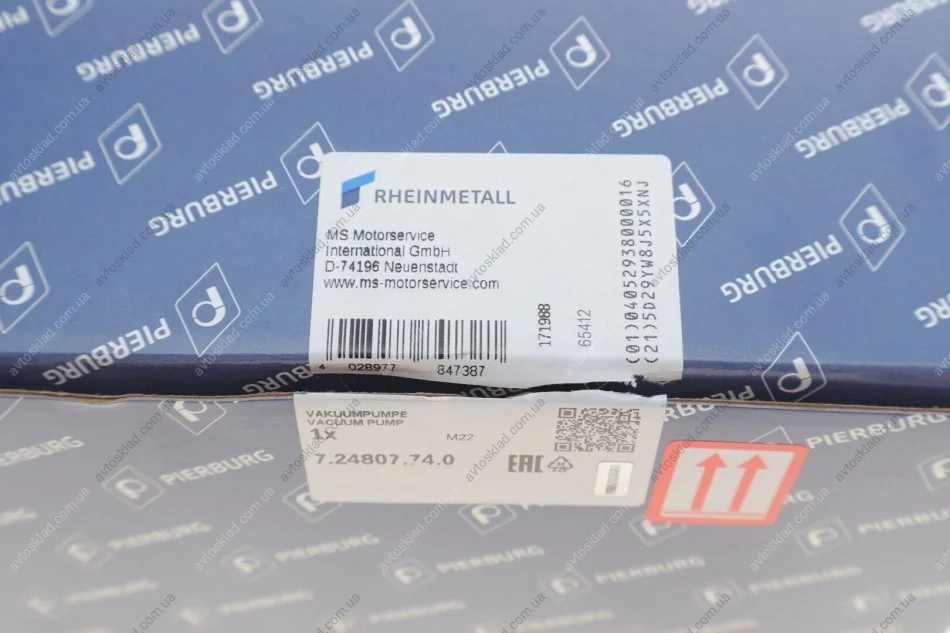 PIERBURG
RHEINMETALL
MS Motorservice
International GmbH
D-74196 Neuenstadt
www.ms-motorservice.com
4 028977 847387
171988
65412
(01)04052938000016
(21)5D29YW8J5X5XNJ
VAKUUMPUMPE
VACUUM PUMP
1x
M22
7.24807.74.0
EAC
avtosklad.com.ua